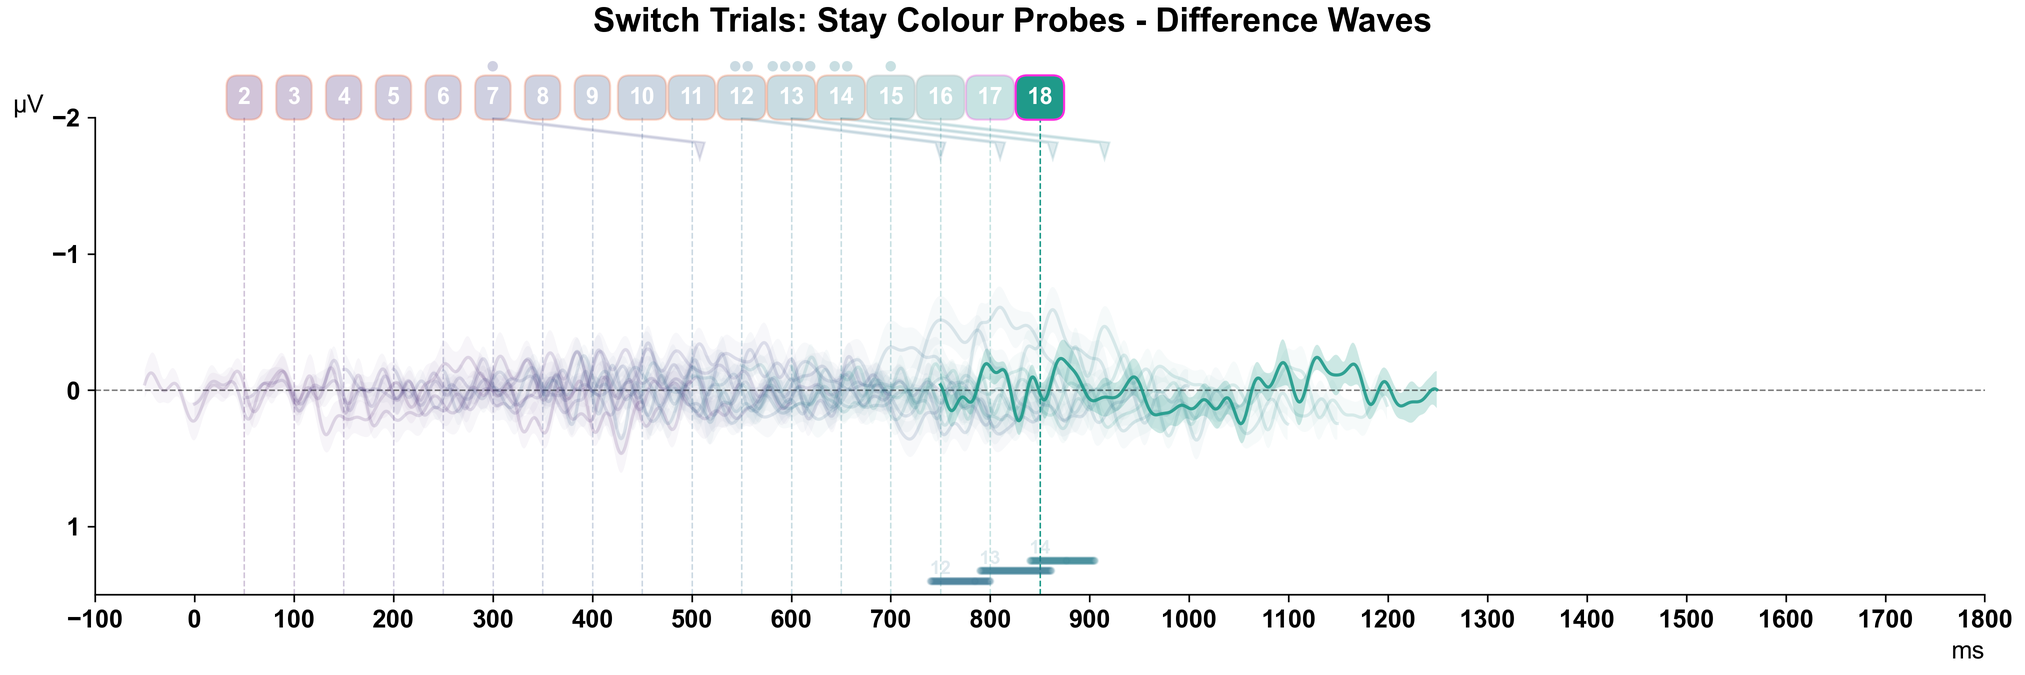 Switch Trials: Stay Colour Probes - Difference Waves
2 3 4 5 6 7 8 9 10 11 12 13 14 15 16 17 18
µV
−2
−1
0
1
14
13
12
−100 0 100 200 300 400 500 600 700 800 900 1000 1100 1200 1300 1400 1500 1600 1700 1800
ms